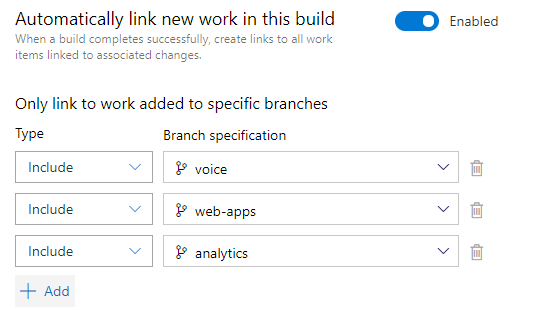 Automatically link new work in this build
Enabled
When a build completes successfully, create links to all work
items linked to associated changes.
Only link to work added to specific branches
Type Branch specification
Include voice
Include web-apps
Include analytics
Add